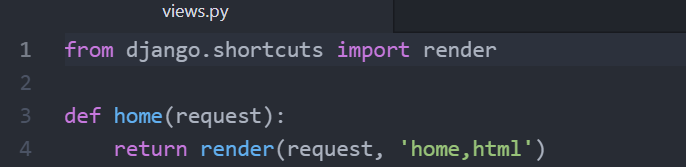 views.py
1 from django.shortcuts import render
2
3 def home(request):
4     return render(request, 'home,html')